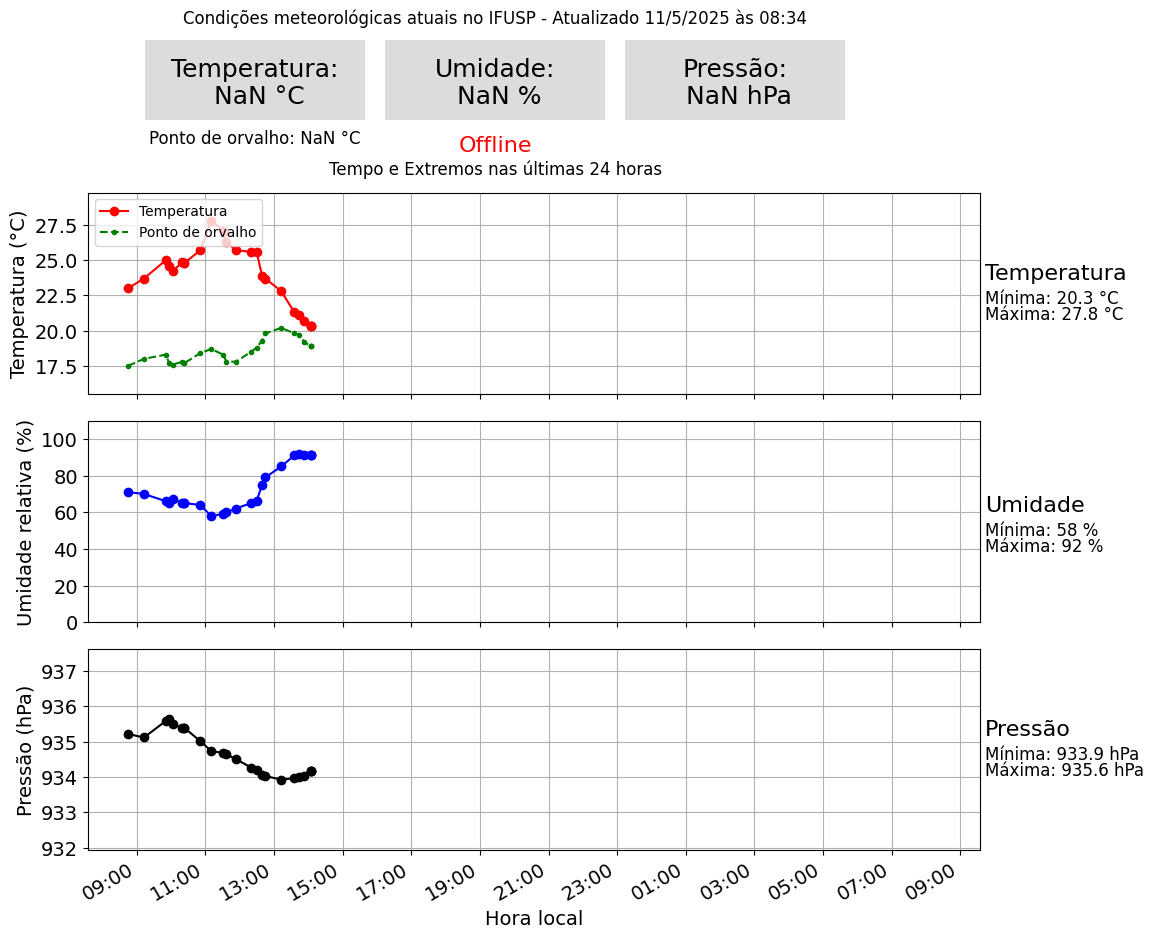 Condições meteorológicas atuais no IFUSP - Atualizado 11/5/2025 às 08:34
Temperatura:
NaN °C
Umidade:
NaN %
Pressão:
NaN hPa
Ponto de orvalho: NaN °C
Offline
Tempo e Extremos nas últimas 24 horas
Temperatura (°C)
27.5
25.0
22.5
20.0
17.5
Temperatura
Ponto de orvalho
Temperatura
Mínima: 20.3 °C
Máxima: 27.8 °C
Umidade relativa (%)
100
80
60
40
20
0
Umidade
Mínima: 58 %
Máxima: 92 %
Pressão (hPa)
937
936
935
934
933
932
Pressão
Mínima: 933.9 hPa
Máxima: 935.6 hPa
09:00 11:00 13:00 15:00 17:00 19:00 21:00 23:00 01:00 03:00 05:00 07:00 09:00
Hora local